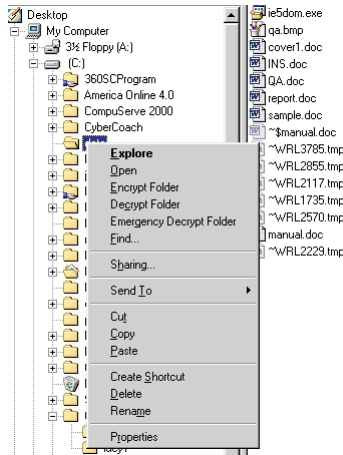 Desktop
My Computer
3½ Floppy (A:)
(C:)
360SCProgram
America Online 4.0
CompuServe 2000
CyberCoach
Explore
Open
Encrypt Folder
Decrypt Folder
Emergency Decrypt Folder
Find...
Sharing...
Send To
Cut
Copy
Paste
Create Shortcut
Delete
Rename
Properties
ie5dom.exe
qa.bmp
cover1.doc
INS.doc
QA.doc
report.doc
sample.doc
~$manual.doc
~WRL3785.tmp
~WRL2855.tmp
~WRL2117.tmp
~WRL1735.tmp
~WRL2570.tmp
manual.doc
~WRL2229.tmp